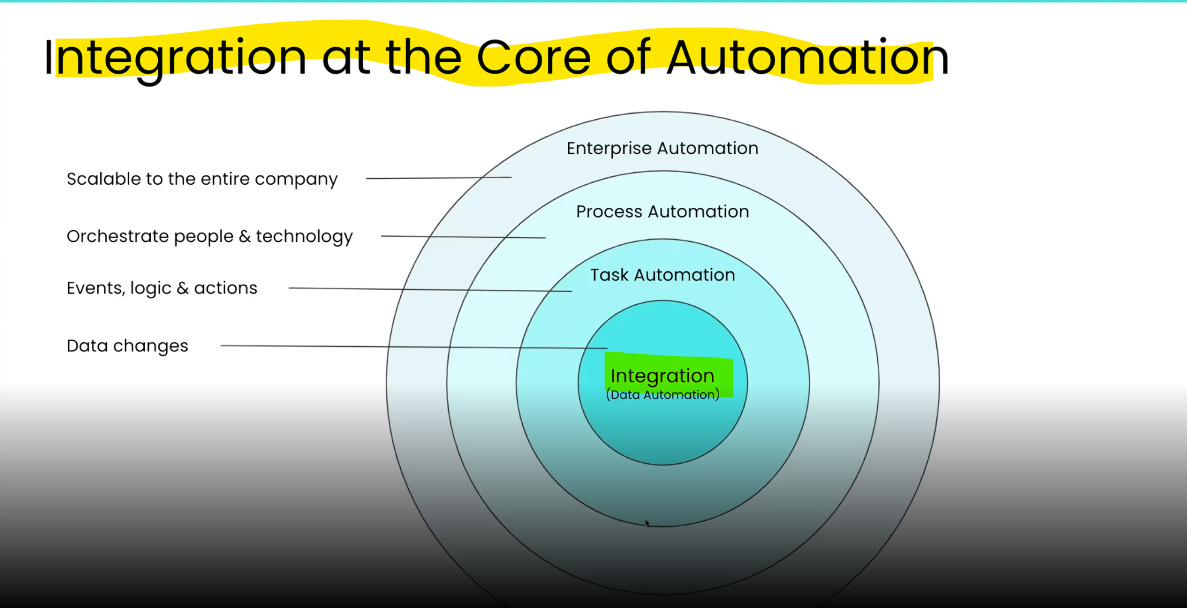 Integration at the Core of Automation
Enterprise Automation
Scalable to the entire company
Process Automation
Orchestrate people & technology
Task Automation
Events, logic & actions
Data changes
Integration
(Data Automation)